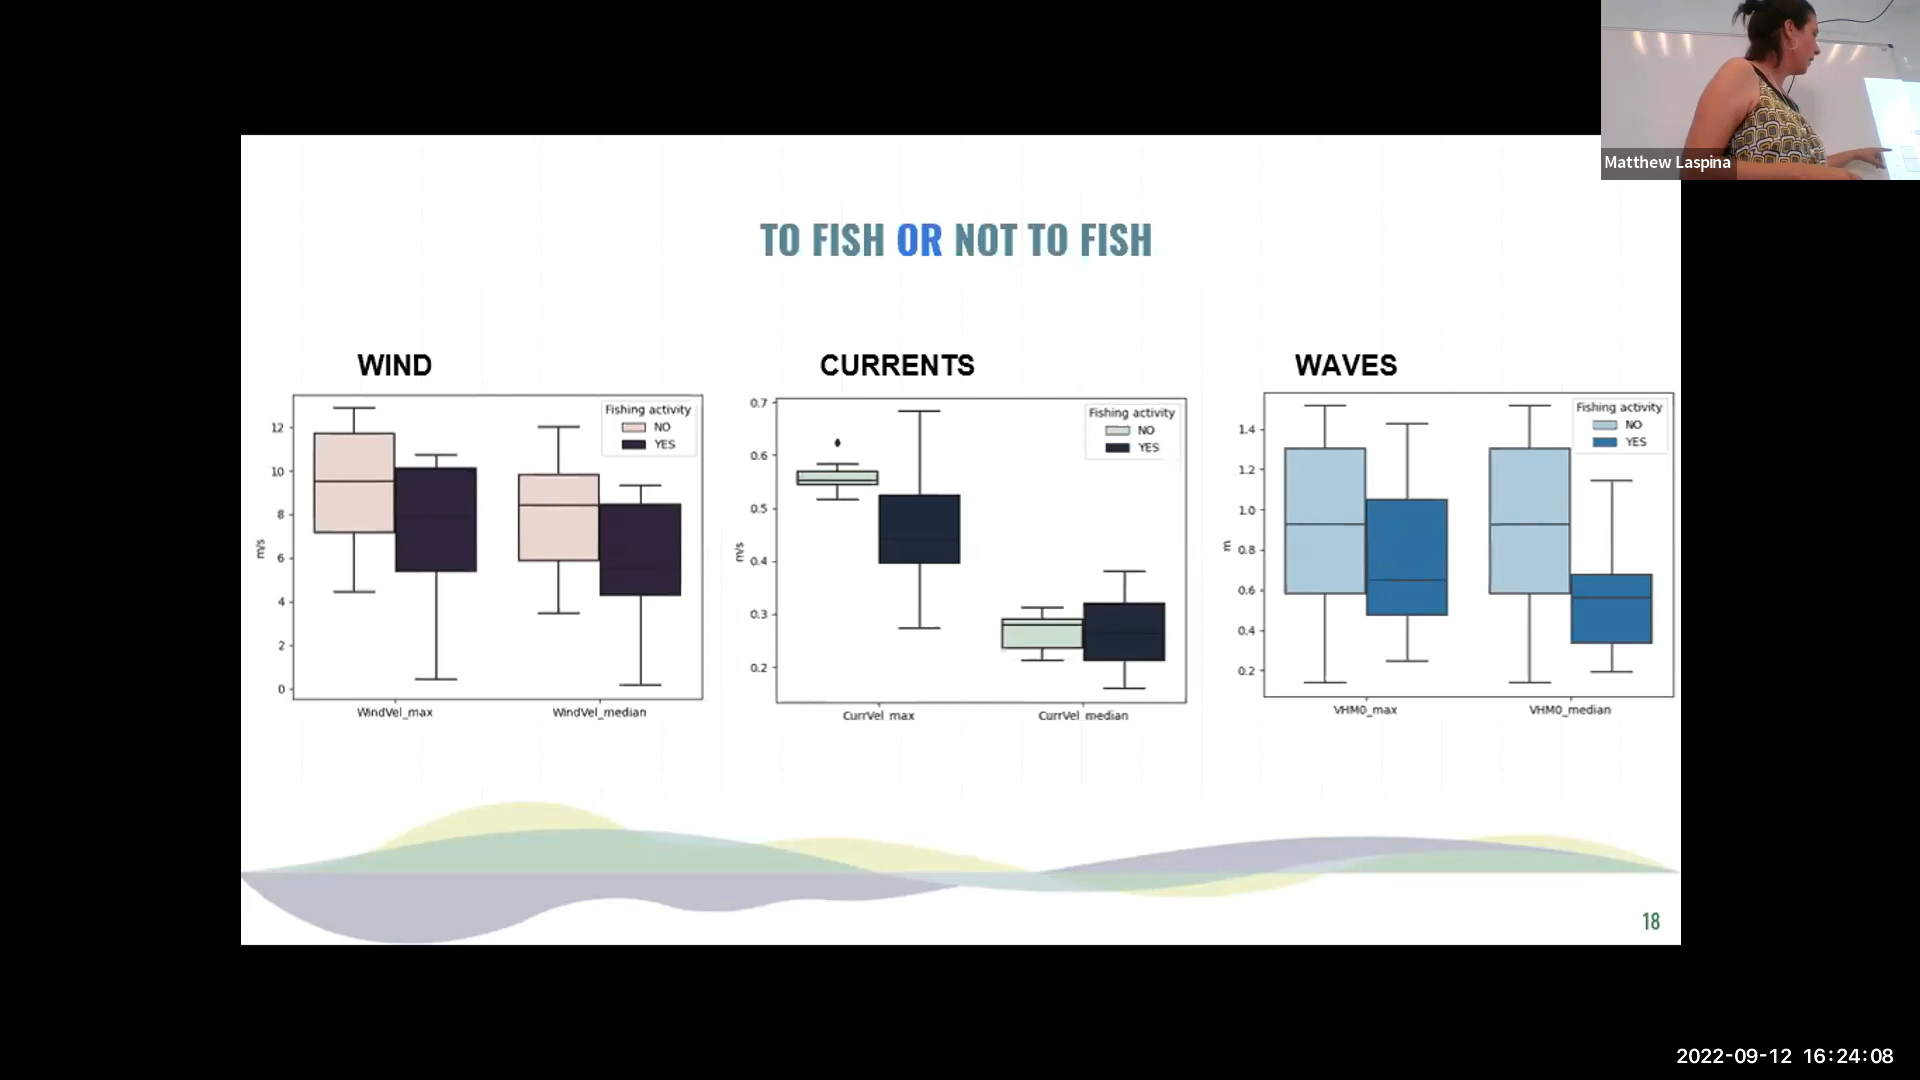 Matthew Laspina
TO FISH OR NOT TO FISH
WIND
Fishing activity
NO
YES
12
10
8
6
4
2
0
m/s
WindVel_max
WindVel_median
CURRENTS
Fishing activity
NO
YES
0.7
0.6
0.5
0.4
0.3
0.2
m/s
CurrVel_max
CurrVel_median
WAVES
Fishing activity
NO
YES
1.4
1.2
1.0
0.8
0.6
0.4
0.2
m
VHM0_max
VHM0_median
18
2022-09-12 16:24:08